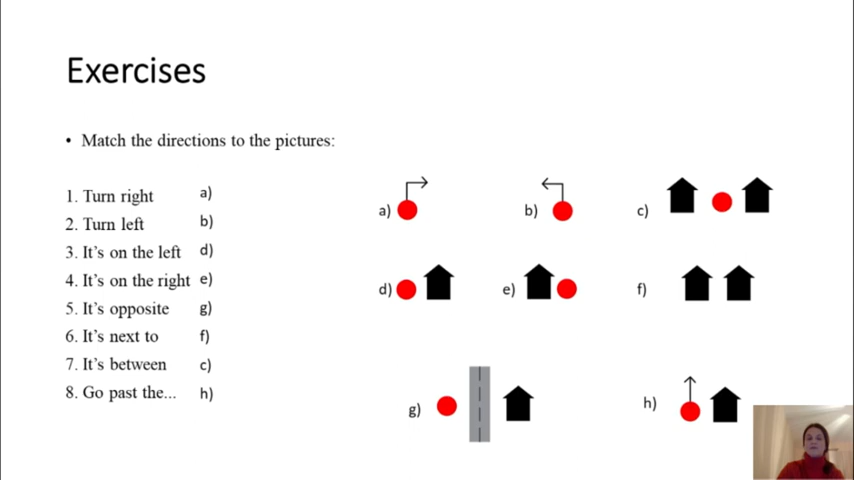 Exercises
• Match the directions to the pictures:
1. Turn right a)
2. Turn left b)
3. It's on the left d)
4. It's on the right e)
5. It's opposite g)
6. It's next to f)
7. It's between c)
8. Go past the... h)
a) b) c)
d) e) f)
g) h)